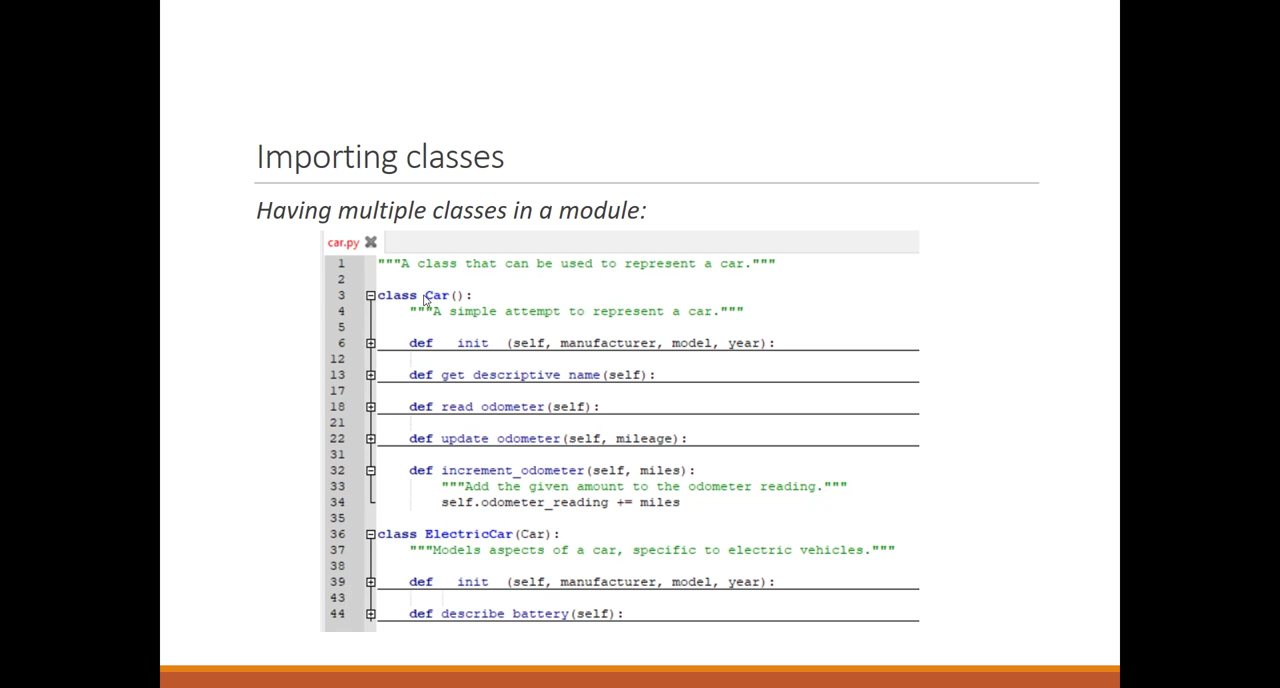 Importing classes
Having multiple classes in a module:
car.py
1 """A class that can be used to represent a car."""
2
3 class Car():
4 """A simple attempt to represent a car."""
5
6 def __init__(self, manufacturer, model, year):
12
13 def get_descriptive_name(self):
17
18 def read_odometer(self):
21
22 def update_odometer(self, mileage):
31
32 def increment_odometer(self, miles):
33 """Add the given amount to the odometer reading."""
34 self.odometer_reading += miles
35
36 class ElectricCar(Car):
37 """Models aspects of a car, specific to electric vehicles."""
38
39 def __init__(self, manufacturer, model, year):
43
44 def describe_battery(self):